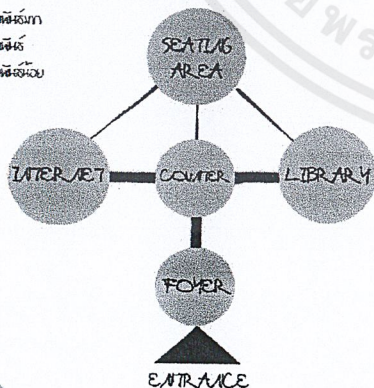 SEATING
AREA
INTERNET
COUNTER
LIBRARY
FOYER
ENTRANCE